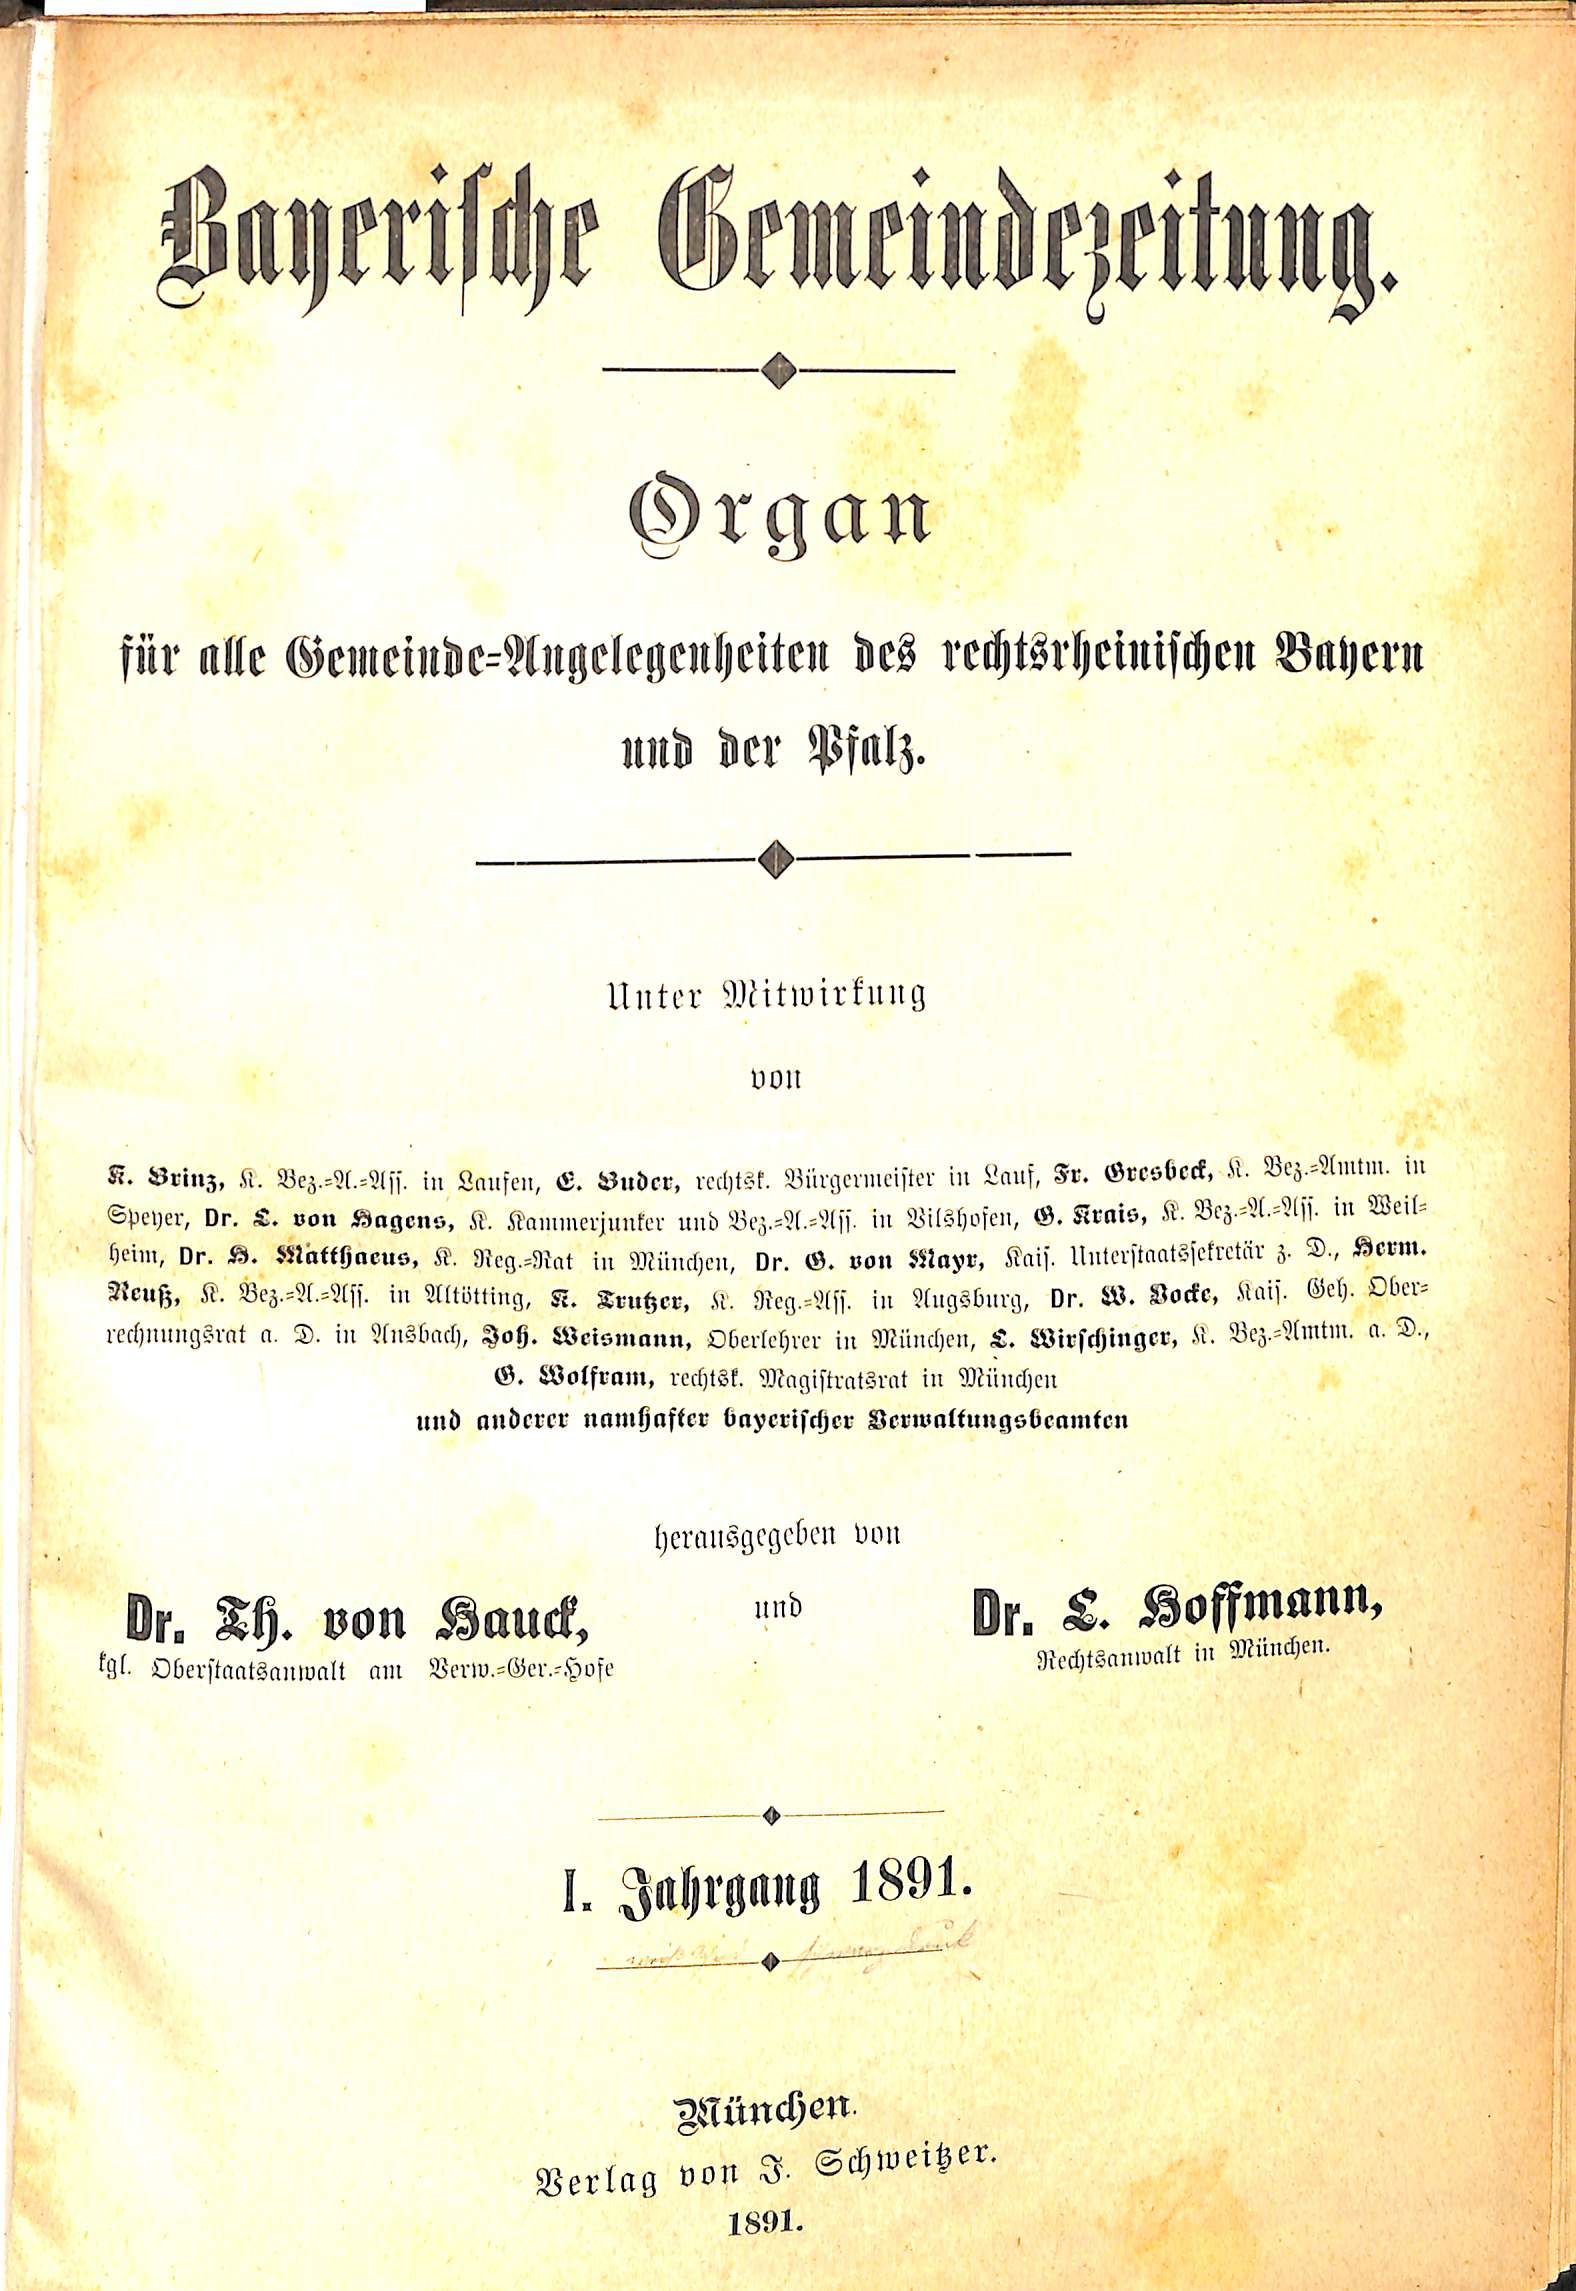 Bayerische Gemeindezeitung.
Organ
für alle Gemeinde-Angelegenheiten des rechtsrheinischen Bayern
und der Pfalz.
Unter Mitwirkung
von
K. Brinz, K. Bez.-A.-Ass. in Laufen, E. Buder, rechtsk. Bürgermeister in Lauf, Fr. Gresbeck, K. Bez.-Amtm. in
Speyer, Dr. L. von Hagens, K. Kammerjunker und Bez.-A.-Ass. in Vilshofen, G. Krais, K. Bez.-A.-Ass. in Weil-
heim, Dr. H. Matthaeus, K. Reg.-Rat in München, Dr. G. von Mayr, Kais. Unterstaatssekretär z. D., Herm.
Reuß, K. Bez.-A.-Ass. in Altötting, K. Trutzer, K. Reg.-Ass. in Augsburg, Dr. W. Vocke, Kais. Geh. Ober-
rechnungsrat a. D. in Ansbach, Joh. Weismann, Oberlehrer in München, L. Wirschinger, K. Bez.-Amtm. a. D.,
G. Wolfram, rechtsk. Magistratsrat in München
und anderer namhafter bayerischer Verwaltungsbeamten
herausgegeben von
Dr. Th. von Hauck, und Dr. L. Hoffmann,
kgl. Oberstaatsanwalt am Verw.-Ger.-Hofe Rechtsanwalt in München.
I. Jahrgang 1891.
München.
Verlag von J. Schweitzer.
1891.